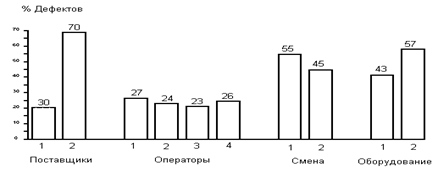 % Дефектов
70
60
50
40
30
20
10
0
30 70 27 24 23 26 55 45 43 57
1 2 1 2 3 4 1 2 1 2
Поставщики Операторы Смена Оборудование